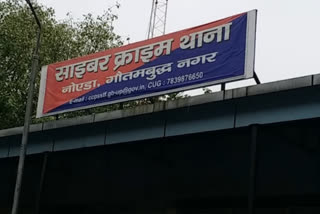 साइबर क्राइम थाना
नोएडा, गौतमबुद्ध नगर
CUG : 7839876650